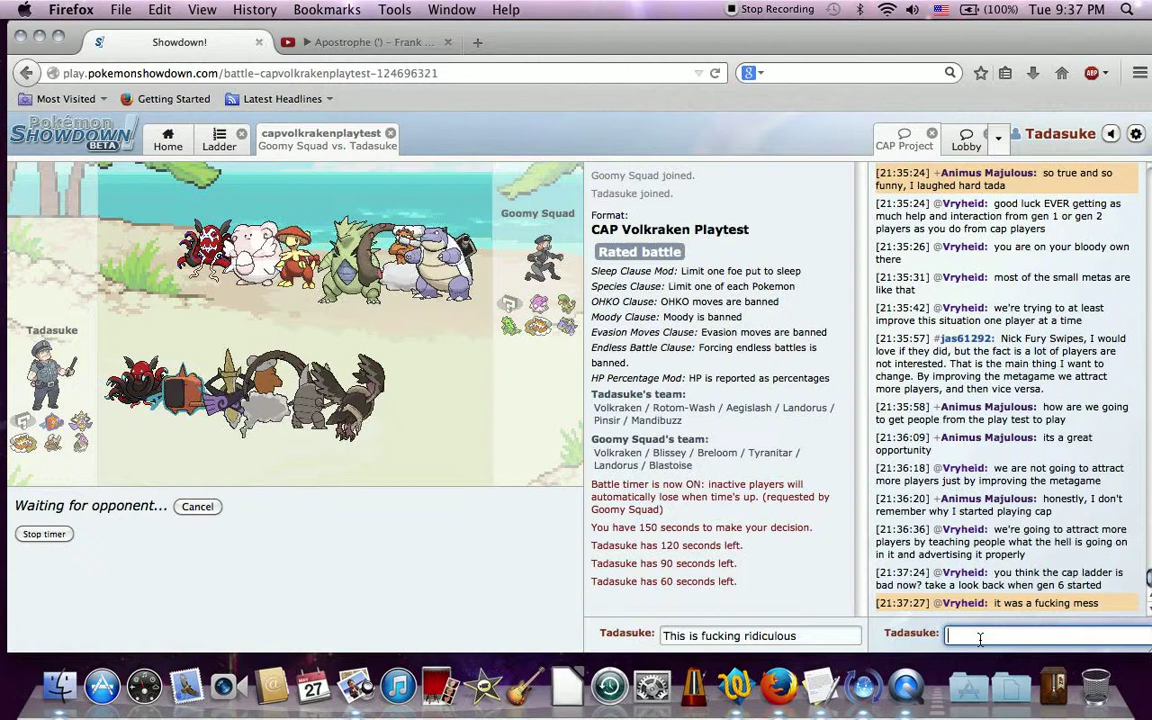 Firefox File Edit View History Bookmarks Tools Window Help Stop Recording (100%) Tue 9:37 PM
Showdown! Apostrophe (') – Frank ...
play.pokemonshowdown.com/battle-capvolkrakenplaytest-124696321
ABP
Most Visited Getting Started Latest Headlines
Pokémon SHOWDOWN! BETA
Home Ladder
capvolkrakenplaytest
Goomy Squad vs. Tadasuke
CAP Project Lobby Tadasuke
Goomy Squad
Tadasuke
Waiting for opponent... Cancel
Stop timer
Goomy Squad joined.
Tadasuke joined.
Format:
CAP Volkraken Playtest
Rated battle
Sleep Clause Mod: Limit one foe put to sleep
Species Clause: Limit one of each Pokemon
OHKO Clause: OHKO moves are banned
Moody Clause: Moody is banned
Evasion Moves Clause: Evasion moves are banned
Endless Battle Clause: Forcing endless battles is
banned.
HP Percentage Mod: HP is reported as percentages
Tadasuke's team:
Volkraken / Rotom-Wash / Aegislash / Landorus /
Pinsir / Mandibuzz
Goomy Squad's team:
Volkraken / Blissey / Breloom / Tyranitar /
Landorus / Blastoise
Battle timer is now ON: inactive players will
automatically lose when time's up. (requested by
Goomy Squad)
You have 150 seconds to make your decision.
Tadasuke has 120 seconds left.
Tadasuke has 90 seconds left.
Tadasuke has 60 seconds left.
Tadasuke: This is fucking ridiculous
[21:35:24] +Animus Majulous: so true and so
funny, I laughed hard tada
[21:35:24] @Vryheid: good luck EVER getting as
much help and interaction from gen 1 or gen 2
players as you do from cap players
[21:35:26] @Vryheid: you are on your bloody own
there
[21:35:31] @Vryheid: most of the small metas are
like that
[21:35:42] @Vryheid: we're trying to at least
improve this situation one player at a time
[21:35:57] #jas61292: Nick Fury Swipes, I would
love if they did, but the fact is a lot of players are
not interested. That is the main thing I want to
change. By improving the metagame we attract
more players, and then vice versa.
[21:35:58] +Animus Majulous: how are we going
to get people from the play test to play
[21:36:09] +Animus Majulous: its a great
opportunity
[21:36:18] @Vryheid: we are not going to attract
more players just by improving the metagame
[21:36:20] +Animus Majulous: honestly, I don't
remember why I started playing cap
[21:36:36] @Vryheid: we're going to attract more
players by teaching people what the hell is going on
in it and advertising it properly
[21:37:24] @Vryheid: you think the cap ladder is
bad now? take a look back when gen 6 started
[21:37:27] @Vryheid: it was a fucking mess
Tadasuke:
MAY
27